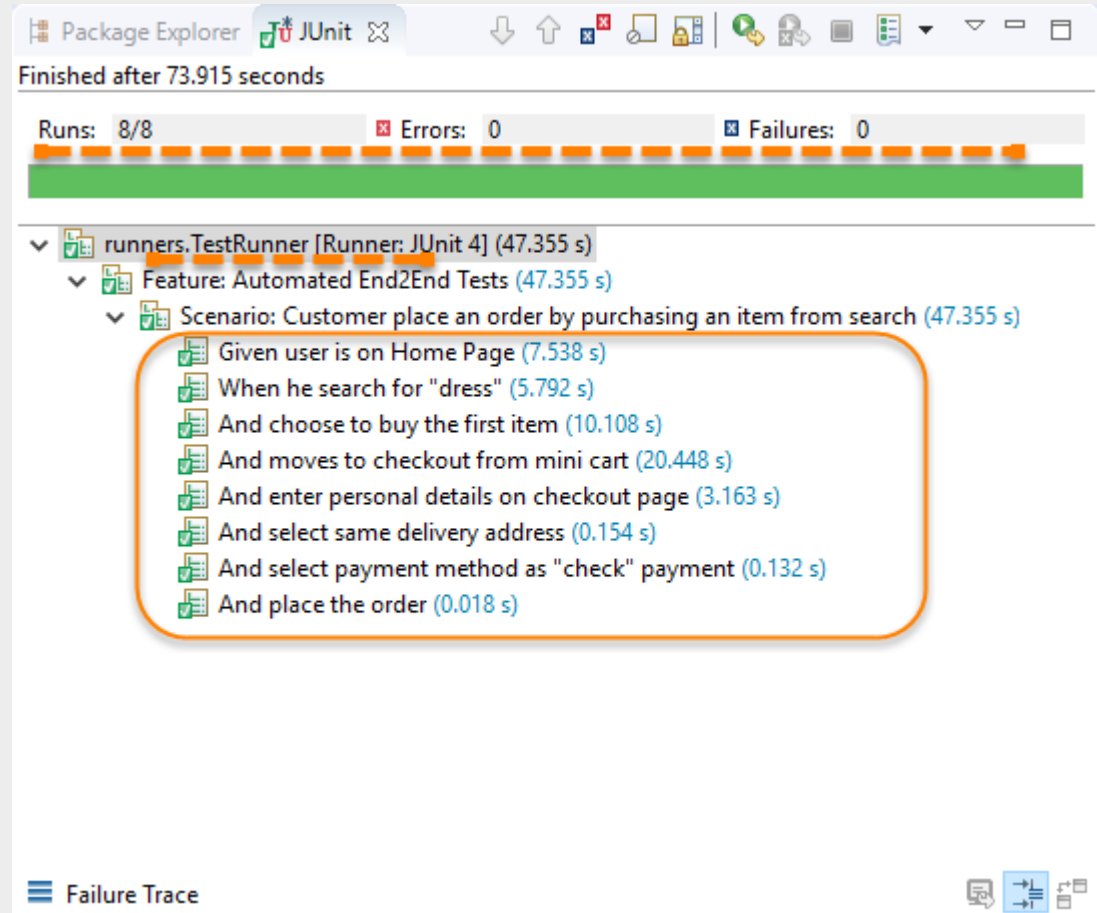 Package Explorer JUnit
Finished after 73.915 seconds
Runs: 8/8 Errors: 0 Failures: 0
runners.TestRunner [Runner: JUnit 4] (47.355 s)
Feature: Automated End2End Tests (47.355 s)
Scenario: Customer place an order by purchasing an item from search (47.355 s)
Given user is on Home Page (7.538 s)
When he search for "dress" (5.792 s)
And choose to buy the first item (10.108 s)
And moves to checkout from mini cart (20.448 s)
And enter personal details on checkout page (3.163 s)
And select same delivery address (0.154 s)
And select payment method as "check" payment (0.132 s)
And place the order (0.018 s)
Failure Trace